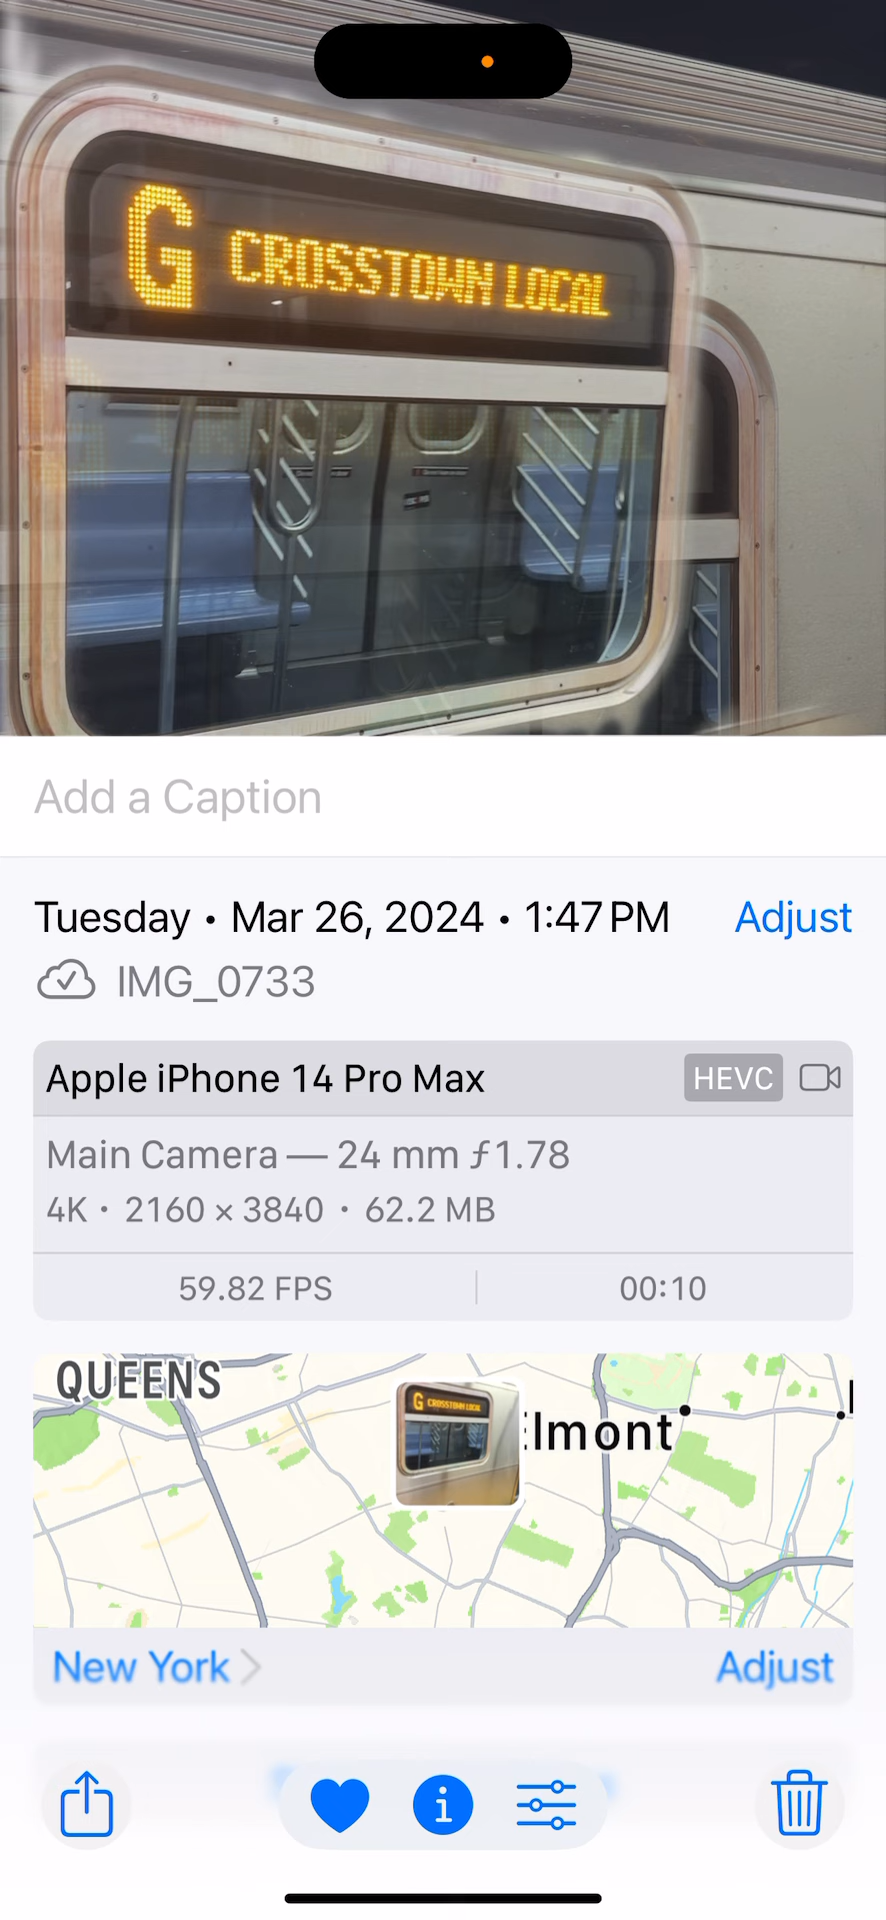 G CROSSTOWN LOCAL
Add a Caption
Tuesday • Mar 26, 2024 • 1:47 PM
Adjust
IMG_0733
Apple iPhone 14 Pro Max
HEVC
Main Camera — 24 mm ƒ1.78
4K • 2160 × 3840 • 62.2 MB
59.82 FPS
00:10
QUEENS
G CROSSTOWN LOCAL
lmont
New York
Adjust